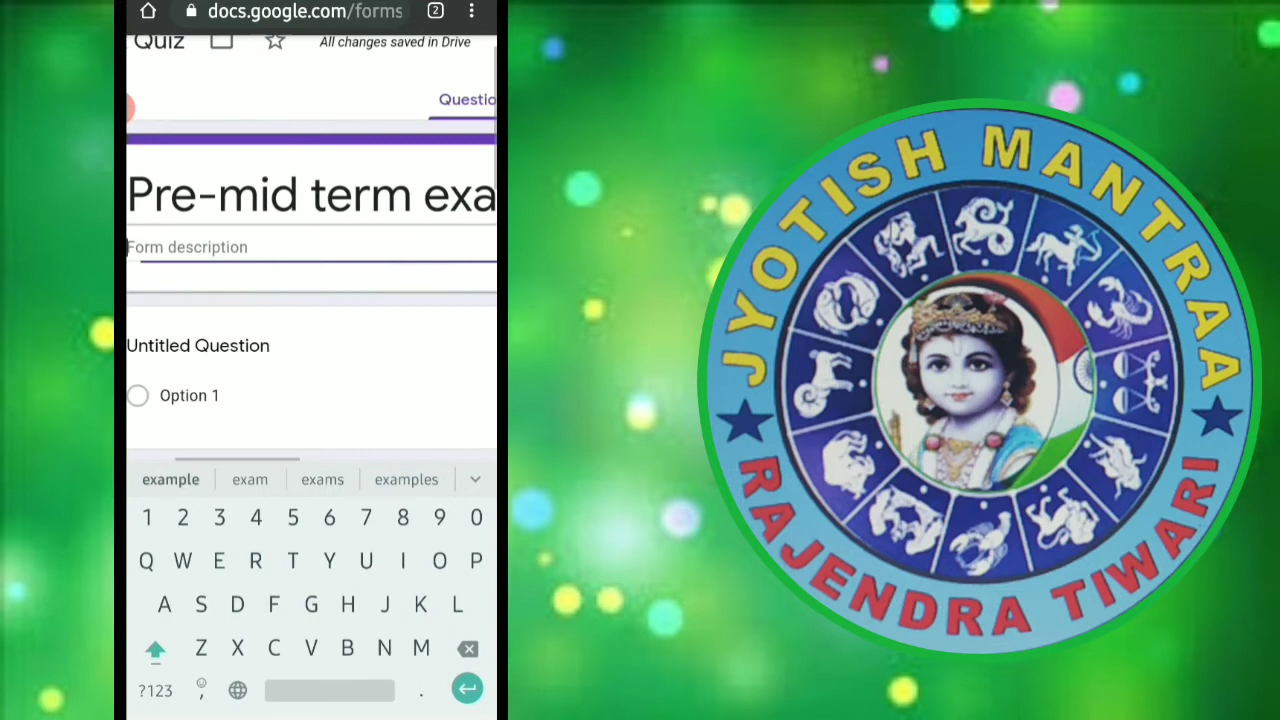 docs.google.com/forms
2
Quiz
All changes saved in Drive
Questio
Pre-mid term exa
Form description
Untitled Question
Option 1
example exam exams examples
1 2 3 4 5 6 7 8 9 0
Q W E R T Y U I O P
A S D F G H J K L
Z X C V B N M
?123 , .
JYOTISH MANTRAA
RAJENDRA TIWARI